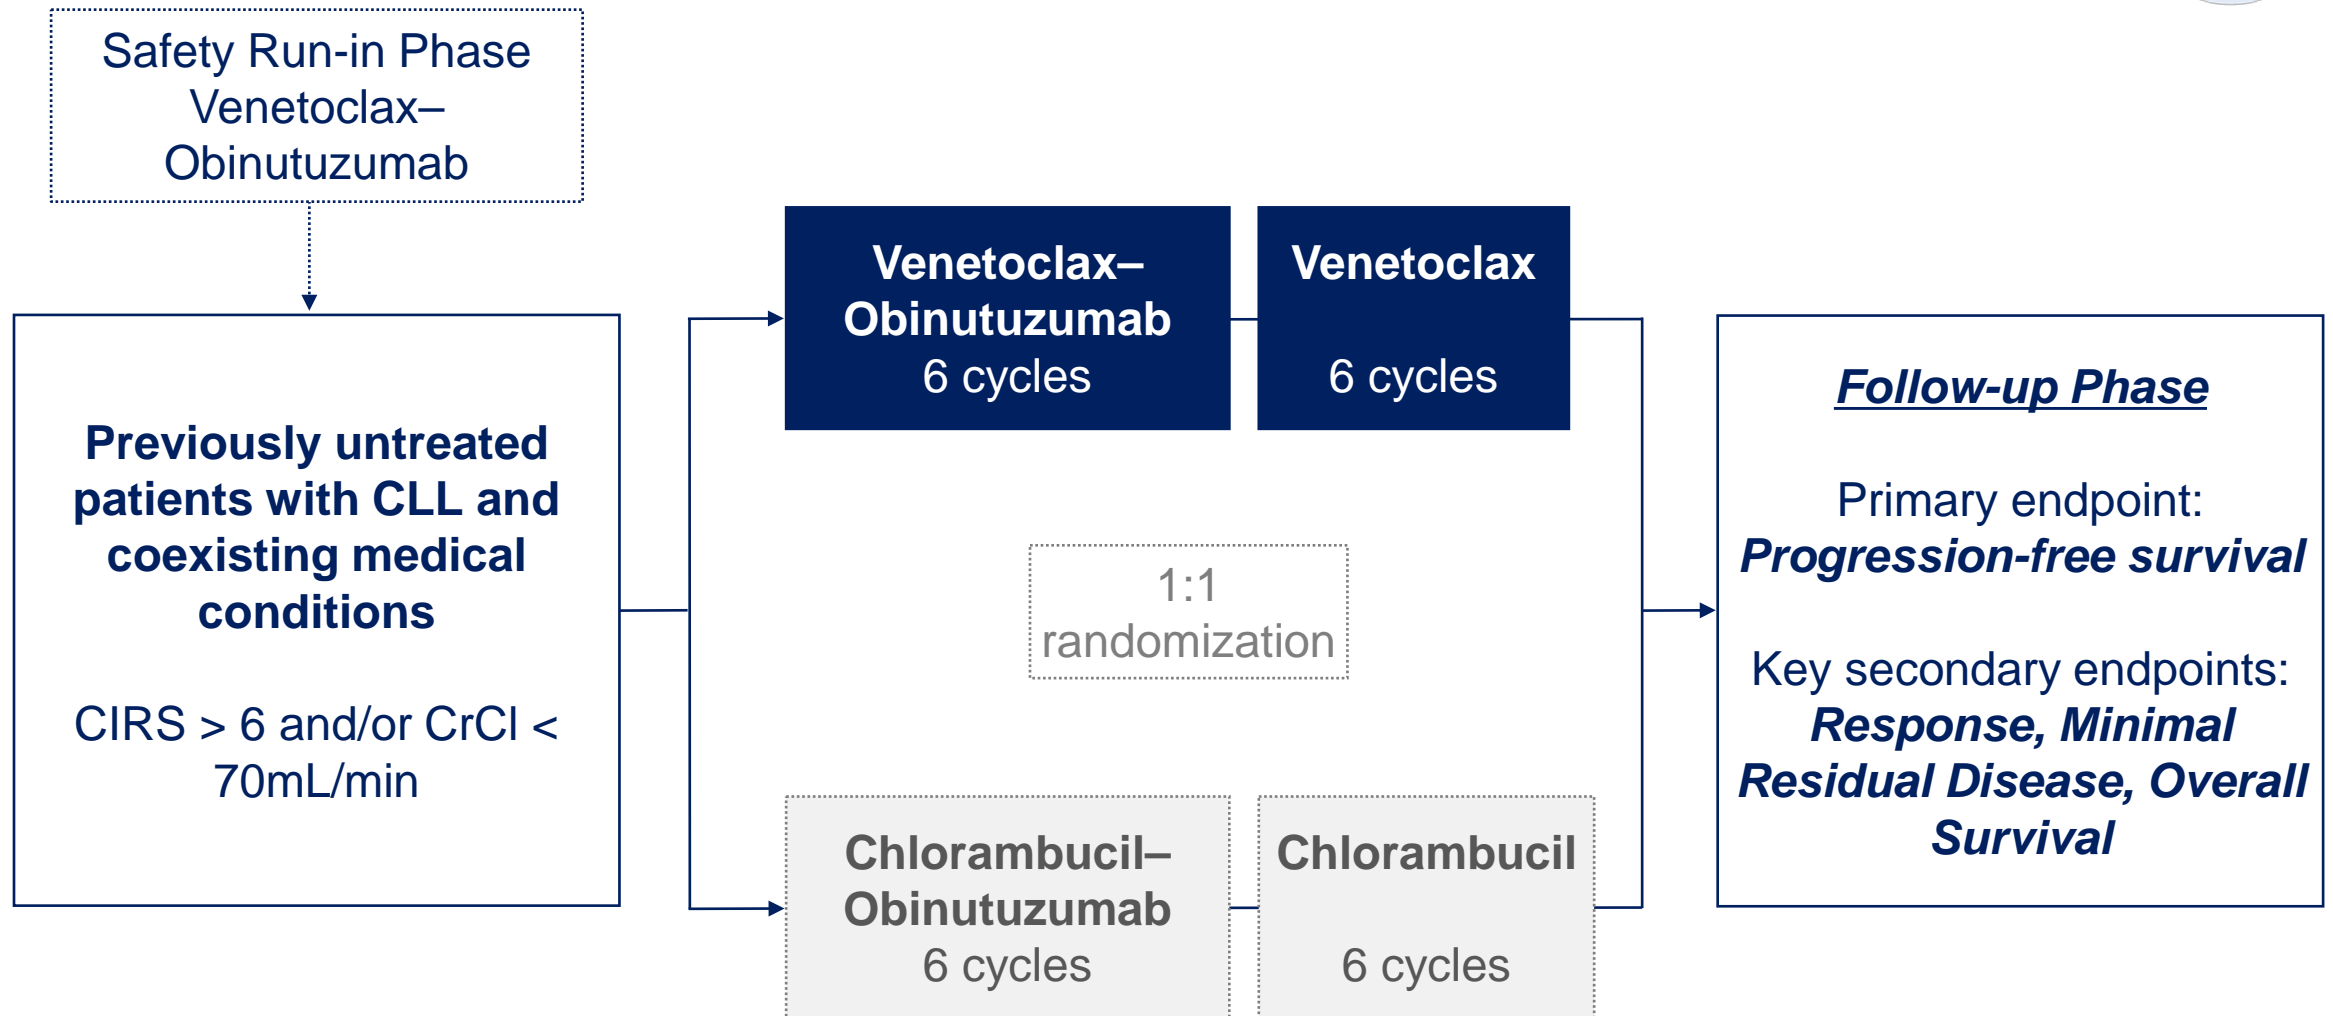 Safety Run-in Phase
Venetoclax–
Obinutuzumab
Previously untreated
patients with CLL and
coexisting medical
conditions
CIRS > 6 and/or CrCl <
70mL/min
Venetoclax–
Obinutuzumab
6 cycles
Venetoclax
6 cycles
1:1
randomization
Chlorambucil–
Obinutuzumab
6 cycles
Chlorambucil
6 cycles
Follow-up Phase
Primary endpoint:
Progression-free survival
Key secondary endpoints:
Response, Minimal
Residual Disease, Overall
Survival